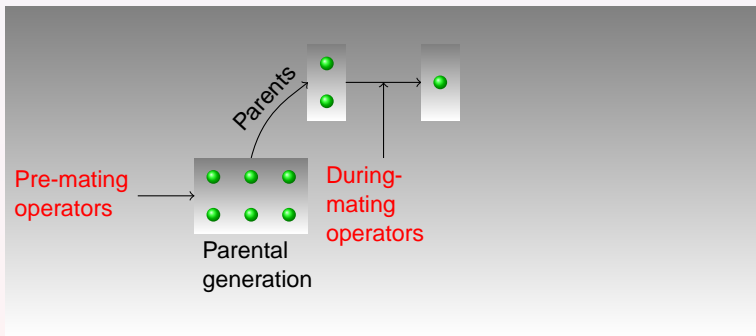 Parents
Pre-mating
operators
During-
mating
operators
Parental
generation